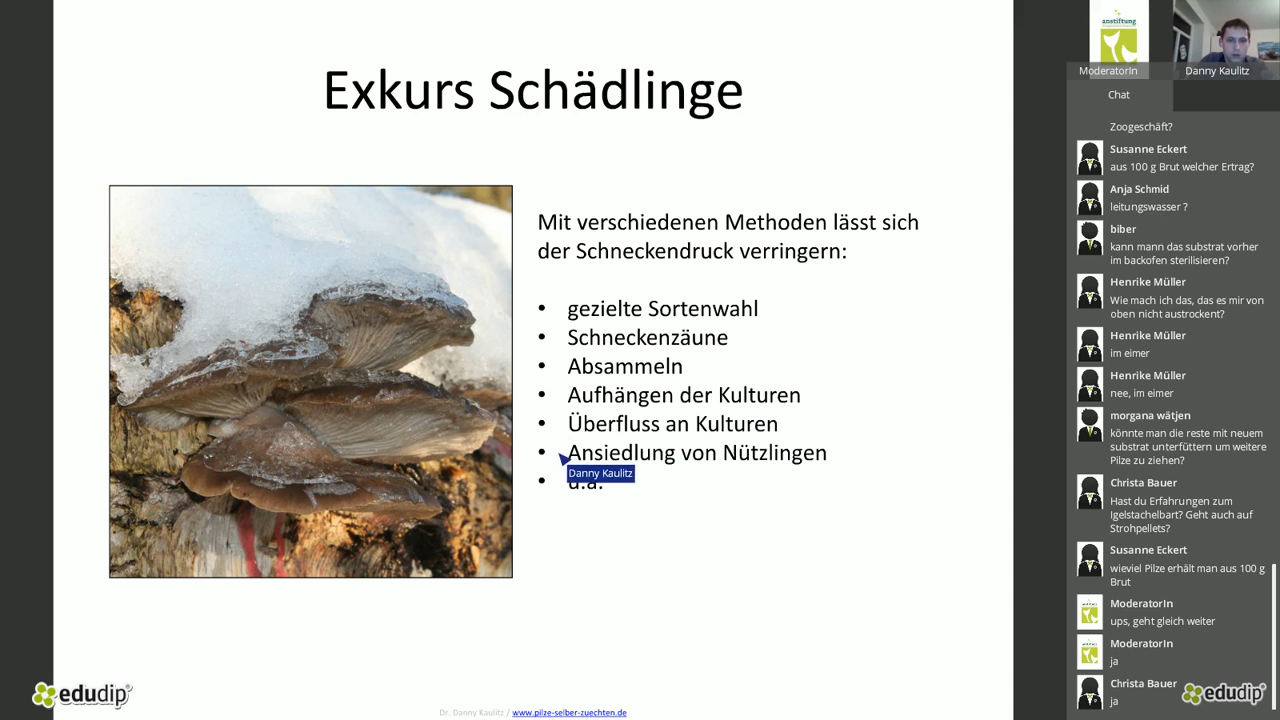 Exkurs Schädlinge
Mit verschiedenen Methoden lässt sich
der Schneckendruck verringern:
• gezielte Sortenwahl
• Schneckenzäune
• Absammeln
• Aufhängen der Kulturen
• Überfluss an Kulturen
• Ansiedlung von Nützlingen
Danny Kaulitz
• u.a.
edudip®
Dr. Danny Kaulitz / www.pilze-selber-zuechten.de
anstiftung
ModeratorIn
Danny Kaulitz
Chat
Zoogeschäft?
Susanne Eckert
aus 100 g Brut welcher Ertrag?
Anja Schmid
leitungswasser ?
biber
kann mann das substrat vorher
im backofen sterilisieren?
Henrike Müller
Wie mach ich das, das es mir von
oben nicht austrockent?
Henrike Müller
im eimer
Henrike Müller
nee, im eimer
morgana wätjen
könnte man die reste mit neuem
substrat unterfüttern um weitere
Pilze zu ziehen?
Christa Bauer
Hast du Erfahrungen zum
Igelstachelbart? Geht auch auf
Strohpellets?
Susanne Eckert
wieviel Pilze erhält man aus 100 g
Brut
ModeratorIn
ups, geht gleich weiter
ModeratorIn
ja
Christa Bauer
ja
edudip®